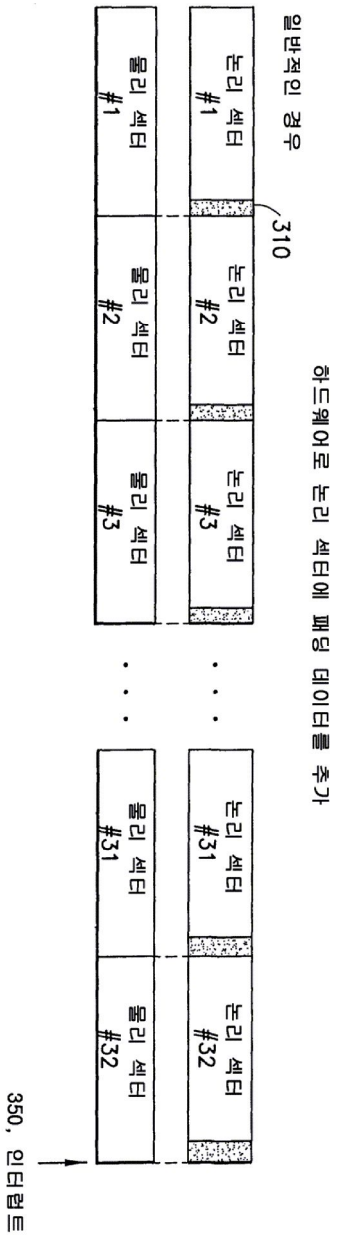 하드웨어로 논리 섹터에 패딩 데이터를 추가
일반적인 경우
310
논리 섹터
#1
논리 섹터
#2
논리 섹터
#3
. . .
논리 섹터
#31
논리 섹터
#32
물리 섹터
#1
물리 섹터
#2
물리 섹터
#3
. . .
물리 섹터
#31
물리 섹터
#32
350, 인터럽트